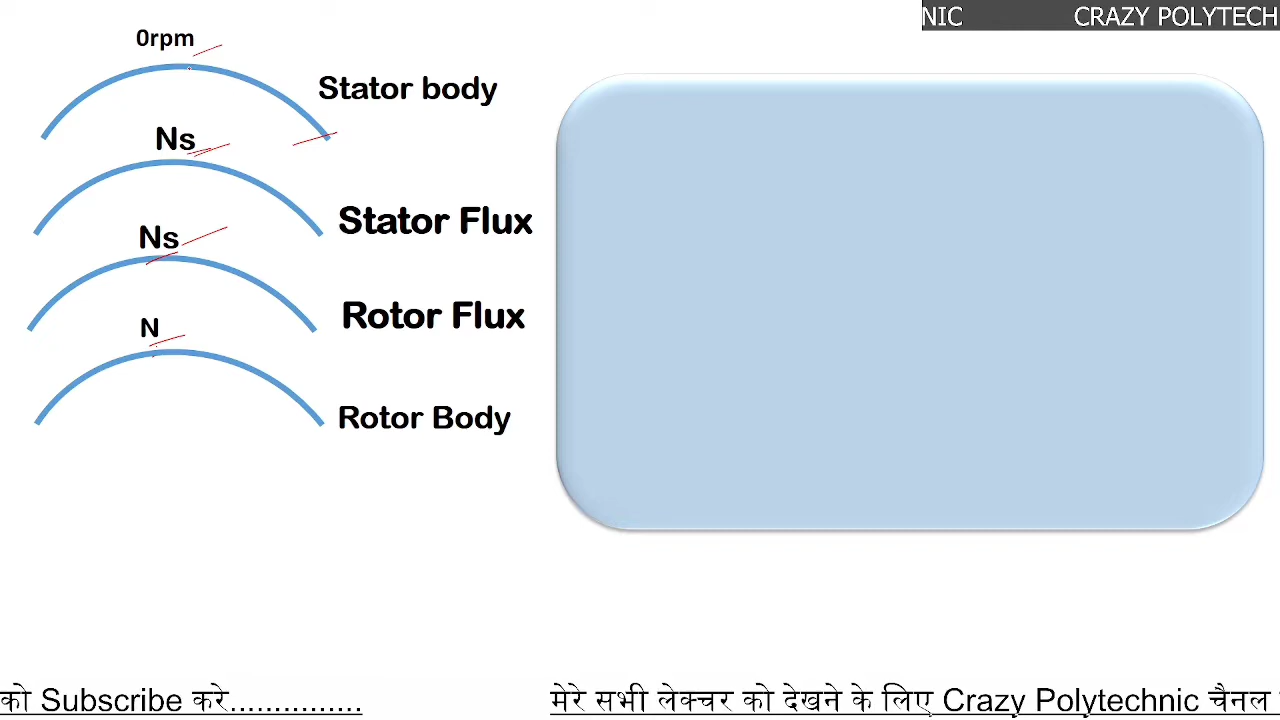 NIC CRAZY POLYTECH
0rpm
Stator body
Ns
Stator Flux
Ns
Rotor Flux
N
Rotor Body
को Subscribe करे............... मेरे सभी लेक्चर को देखने के लिए Crazy Polytechnic चैनल